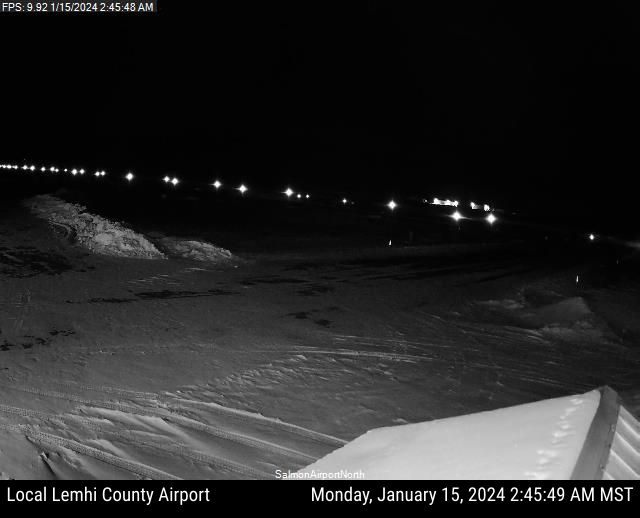 FPS: 9.92 1/15/2024 2:45:48 AM
SalmonAirportNorth
Local Lemhi County Airport Monday, January 15, 2024 2:45:49 AM MST